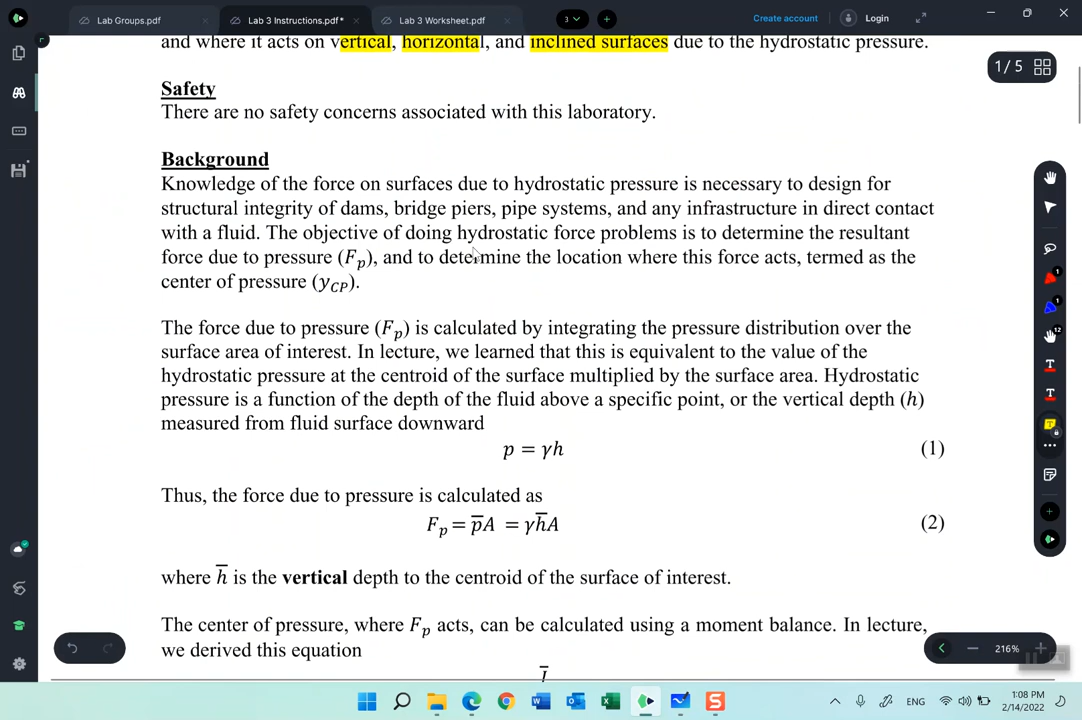 Lab Groups.pdf
Lab 3 Instructions.pdf*
Lab 3 Worksheet.pdf
3
Create account
Login
and where it acts on vertical, horizontal, and inclined surfaces due to the hydrostatic pressure.
1 / 5
Safety
There are no safety concerns associated with this laboratory.
Background
Knowledge of the force on surfaces due to hydrostatic pressure is necessary to design for
structural integrity of dams, bridge piers, pipe systems, and any infrastructure in direct contact
with a fluid. The objective of doing hydrostatic force problems is to determine the resultant
force due to pressure (Fₚ), and to determine the location where this force acts, termed as the
center of pressure (y_CP).
The force due to pressure (Fₚ) is calculated by integrating the pressure distribution over the
surface area of interest. In lecture, we learned that this is equivalent to the value of the
hydrostatic pressure at the centroid of the surface multiplied by the surface area. Hydrostatic
pressure is a function of the depth of the fluid above a specific point, or the vertical depth (h)
measured from fluid surface downward
p = γh (1)
Thus, the force due to pressure is calculated as
Fₚ = p̅A = γh̅A (2)
where h̅ is the vertical depth to the centroid of the surface of interest.
The center of pressure, where Fₚ acts, can be calculated using a moment balance. In lecture,
we derived this equation
1
1
12
T
T
T
216%
ENG
1:08 PM
2/14/2022